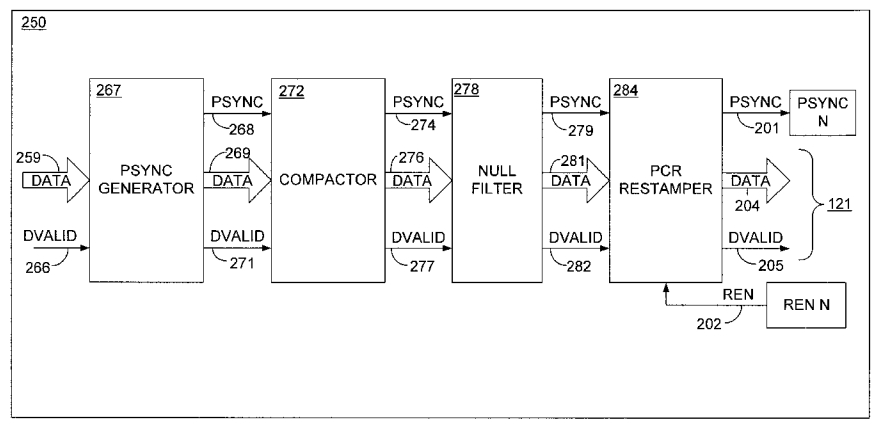 250
267
PSYNC
GENERATOR
259
DATA
DVALID
266
PSYNC
268
269
DATA
DVALID
271
272
COMPACTOR
PSYNC
274
276
DATA
DVALID
277
278
NULL
FILTER
PSYNC
279
281
DATA
DVALID
282
284
PCR
RESTAMPER
PSYNC
201
PSYNC
N
DATA
204
DVALID
205
121
REN
202
REN N